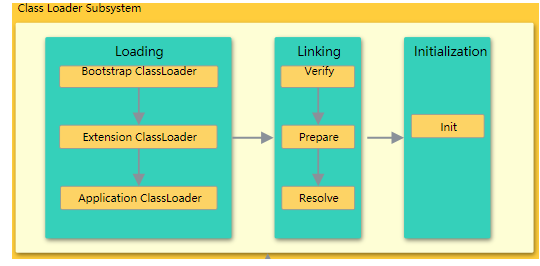 Class Loader Subsystem
Loading
Bootstrap ClassLoader
Extension ClassLoader
Application ClassLoader
Linking
Verify
Prepare
Resolve
Initialization
Init